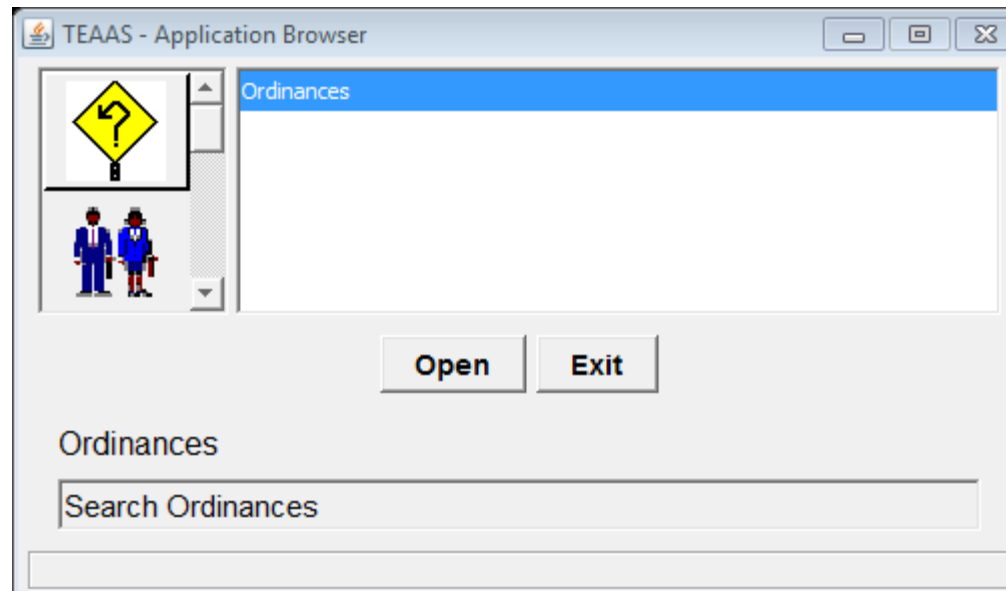 TEAAS - Application Browser
Ordinances
Open Exit
Ordinances
Search Ordinances